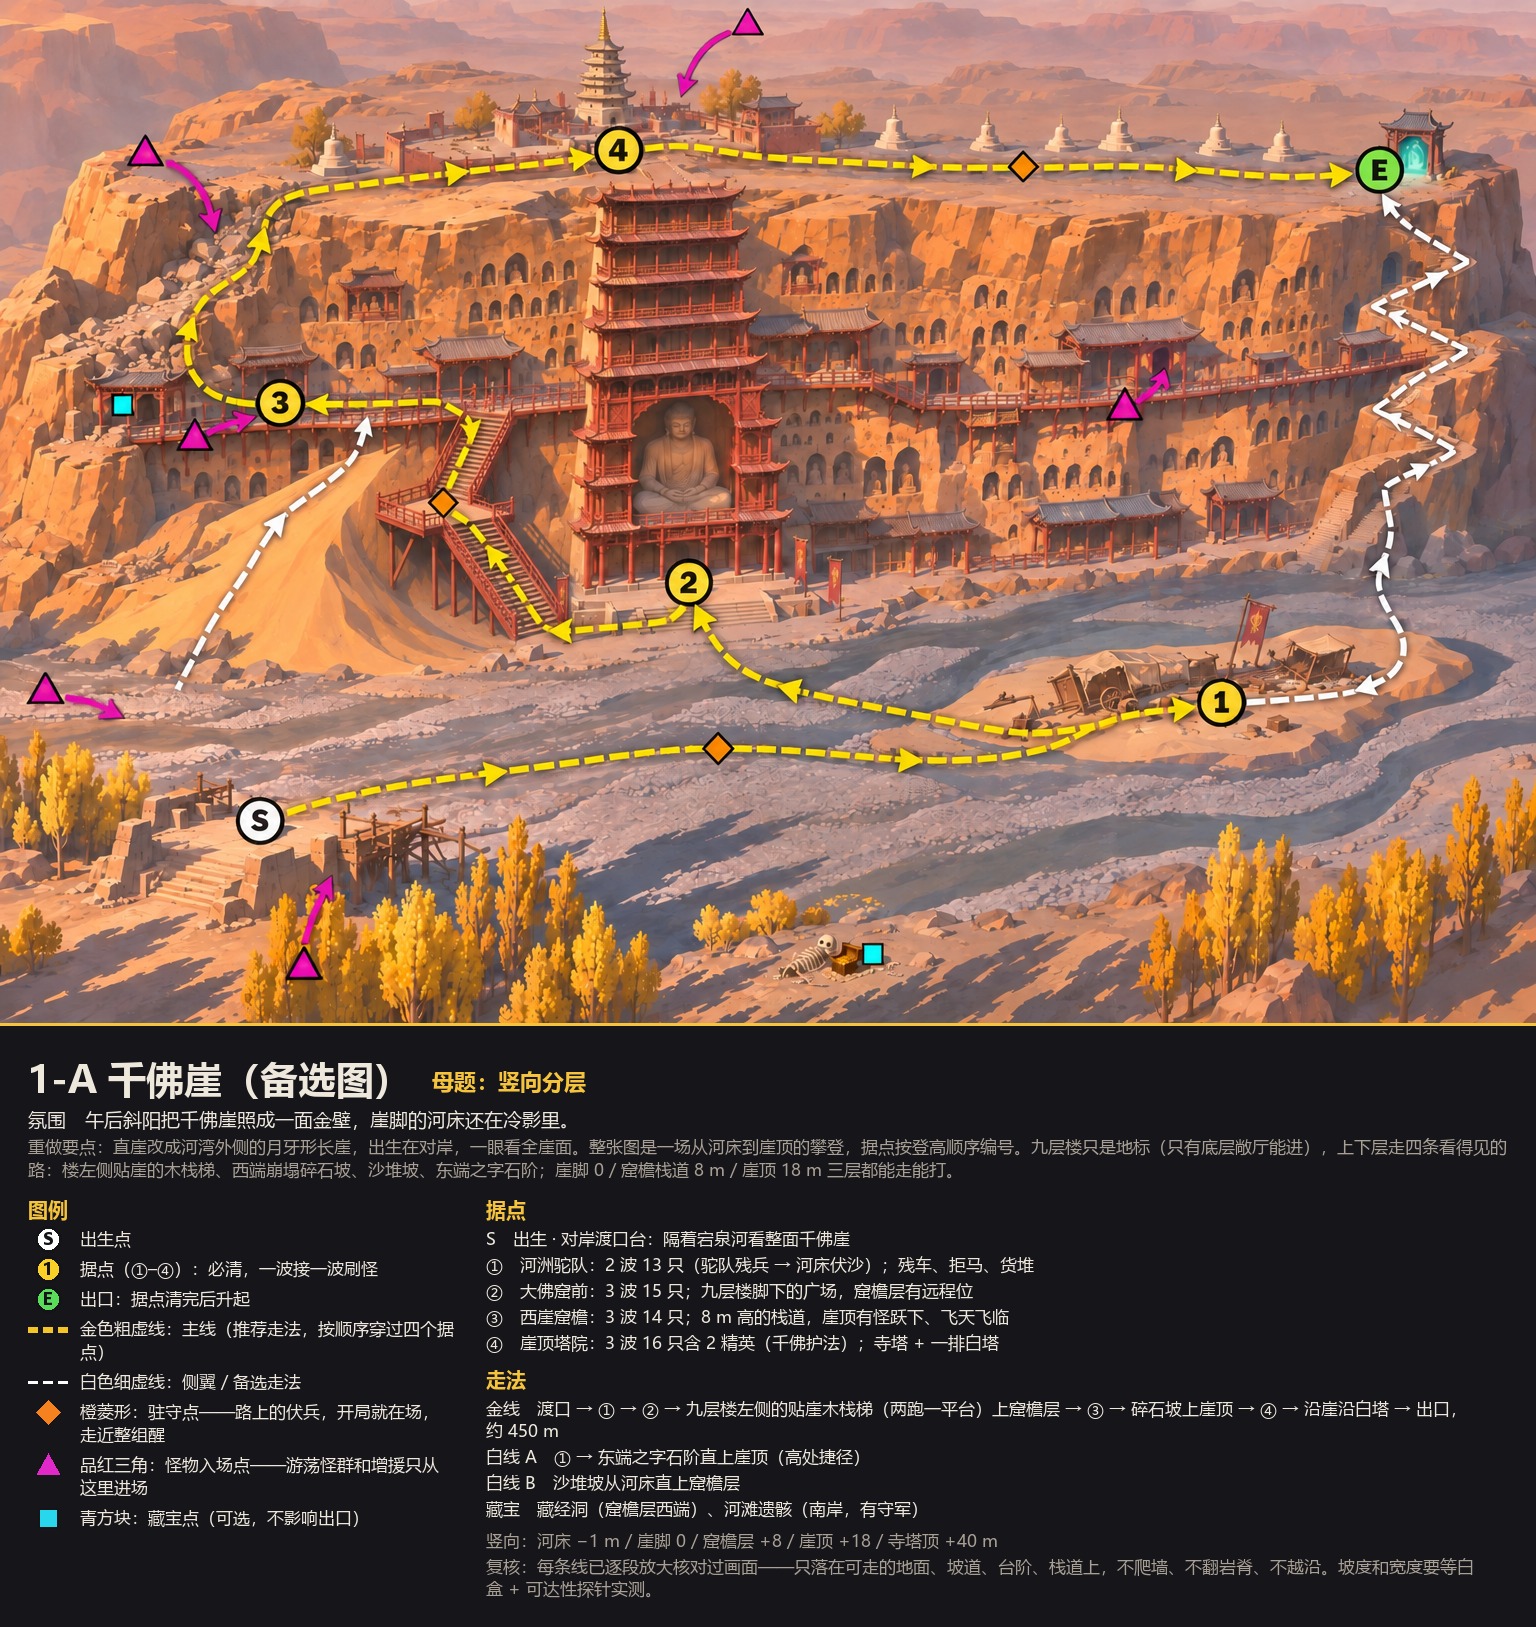 4
E
3
2
1
S
1-A 千佛崖（备选图） 母题：竖向分层
氛围 午后斜阳把千佛崖照成一面金壁，崖脚的河床还在冷影里。
重做要点：直崖改成河湾外侧的月牙形长崖，出生在对岸，一眼看全崖面。整张图是一场从河床到崖顶的攀登，据点按登高顺序编号。九层楼只是地标（只有底层敞厅能进），上下层走四条看得见的
路：楼左侧贴崖的木栈梯、西端崩塌碎石坡、沙堆坡、东端之字石阶；崖脚 0 / 窟檐栈道 8 m / 崖顶 18 m 三层都能走能打。
图例
S 出生点
1 据点（①–④）：必清，一波接一波刷怪
E 出口：据点清完后升起
金色粗虚线：主线（推荐走法，按顺序穿过四个据
点）
白色细虚线：侧翼 / 备选走法
橙菱形：驻守点——路上的伏兵，开局就在场，
走近整组醒
品红三角：怪物入场点——游荡怪群和增援只从
这里进场
青方块：藏宝点（可选，不影响出口）
据点
S 出生 · 对岸渡口台：隔着宕泉河看整面千佛崖
① 河洲驼队：2 波 13 只（驼队残兵 → 河床伏沙）；残车、拒马、货堆
② 大佛窟前：3 波 15 只；九层楼脚下的广场，窟檐层有远程位
③ 西崖窟檐：3 波 14 只；8 m 高的栈道，崖顶有怪跃下、飞天飞临
④ 崖顶塔院：3 波 16 只含 2 精英（千佛护法）；寺塔 + 一排白塔
走法
金线 渡口 → ① → ② → 九层楼左侧的贴崖木栈梯（两跑一平台）上窟檐层 → ③ → 碎石坡上崖顶 → ④ → 沿崖沿白塔 → 出口，
约 450 m
白线 A ① → 东端之字石阶直上崖顶（高处捷径）
白线 B 沙堆坡从河床直上窟檐层
藏宝 藏经洞（窟檐层西端）、河滩遗骸（南岸，有守军）
竖向：河床 −1 m / 崖脚 0 / 窟檐层 +8 / 崖顶 +18 / 寺塔顶 +40 m
复核：每条线已逐段放大核对过画面——只落在可走的地面、坡道、台阶、栈道上，不爬墙、不翻岩脊、不越沿。坡度和宽度要等白
盒 + 可达性探针实测。